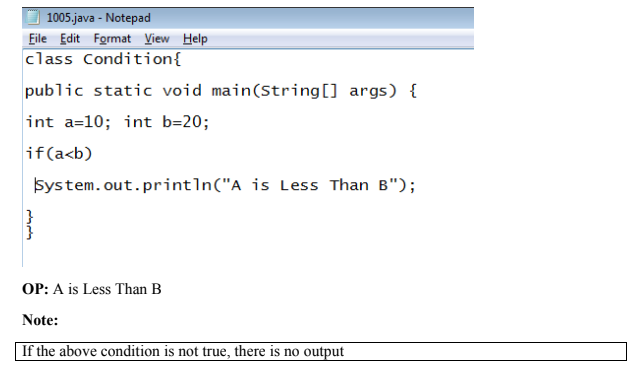 1005.java - Notepad
File Edit Format View Help
class Condition{
public static void main(String[] args) {
int a=10; int b=20;
if(a<b)
System.out.println("A is Less Than B");
}
}
OP: A is Less Than B
Note:
If the above condition is not true, there is no output